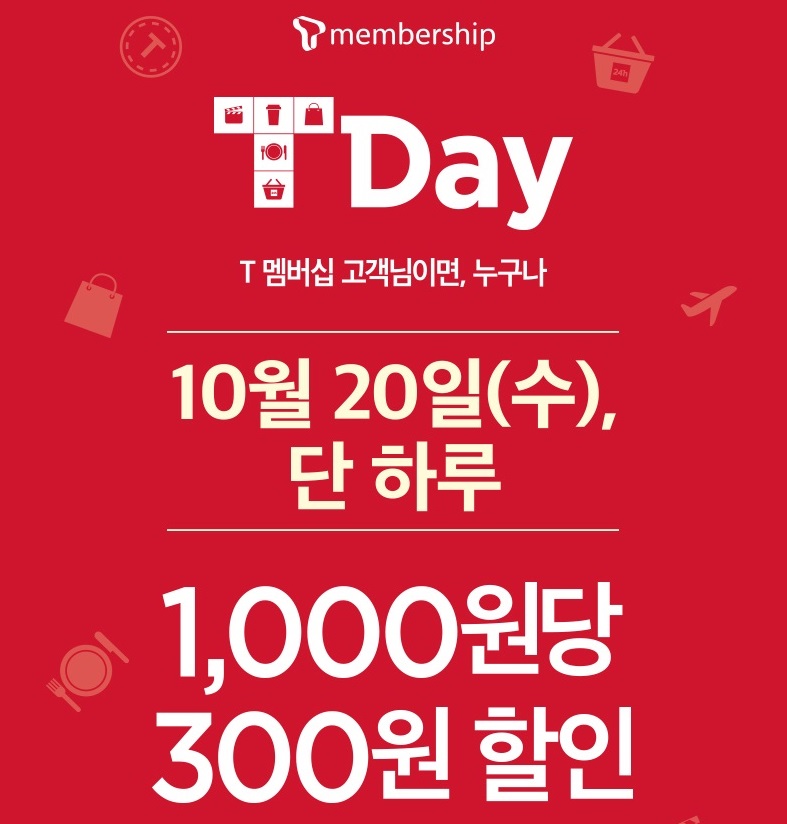 T membership
T Day
T 멤버십 고객님이면, 누구나
10월 20일(수),
단 하루
1,000원당
300원 할인
24h